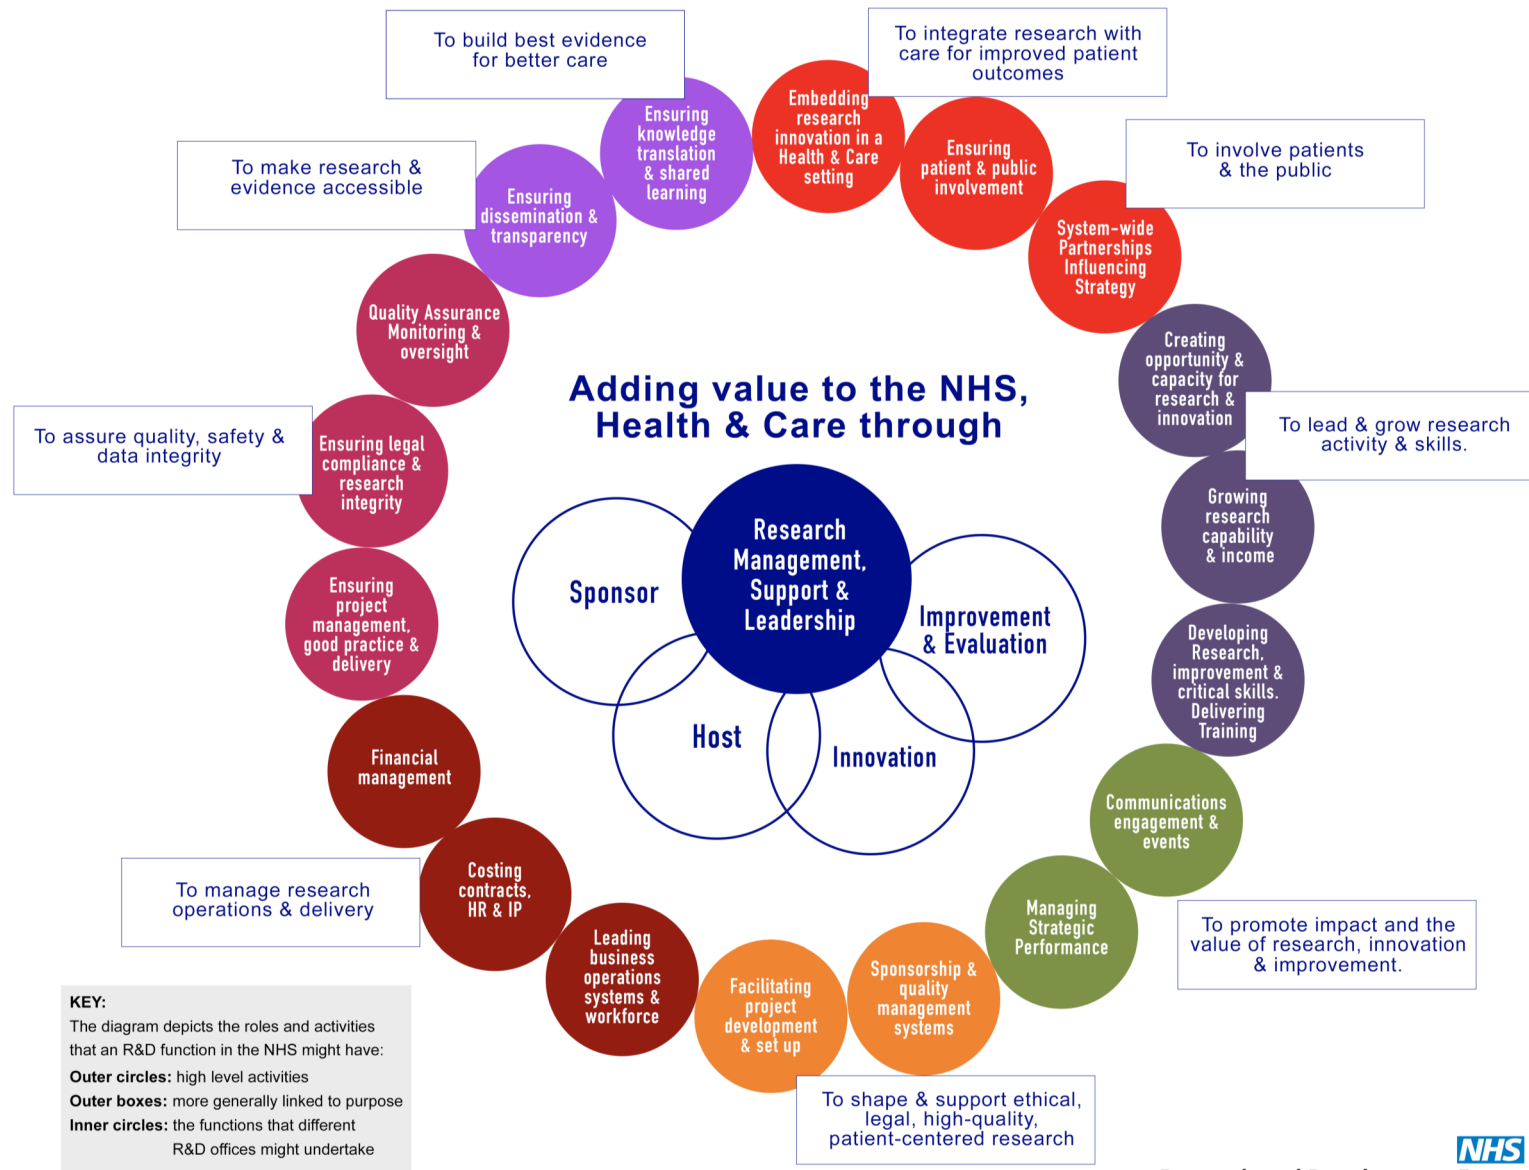 To build best evidence
for better care
To integrate research with
care for improved patient
outcomes
To make research &
evidence accessible
To involve patients
& the public
To assure quality, safety &
data integrity
To lead & grow research
activity & skills.
To manage research
operations & delivery
To promote impact and the
value of research, innovation
& improvement.
To shape & support ethical,
legal, high-quality,
patient-centered research
Embedding
research
innovation in a
Health & Care
setting
Ensuring
patient & public
involvement
System-wide
Partnerships
Influencing
Strategy
Creating
opportunity &
capacity for
research &
innovation
Growing
research
capability
& income
Developing
Research,
improvement &
critical skills.
Delivering
Training
Communications
engagement &
events
Managing
Strategic
Performance
Sponsorship &
quality
management
systems
Facilitating
project
development
& set up
Leading
business
operations
systems &
workforce
Costing
contracts,
HR & IP
Financial
management
Ensuring
project
management,
good practice &
delivery
Ensuring legal
compliance &
research
integrity
Quality Assurance
Monitoring &
oversight
Ensuring
dissemination &
transparency
Ensuring
knowledge
translation
& shared
learning
Adding value to the NHS,
Health & Care through
Research
Management,
Support &
Leadership
Sponsor
Host
Innovation
Improvement
& Evaluation
KEY:
The diagram depicts the roles and activities
that an R&D function in the NHS might have:
Outer circles: high level activities
Outer boxes: more generally linked to purpose
Inner circles: the functions that different
R&D offices might undertake
NHS